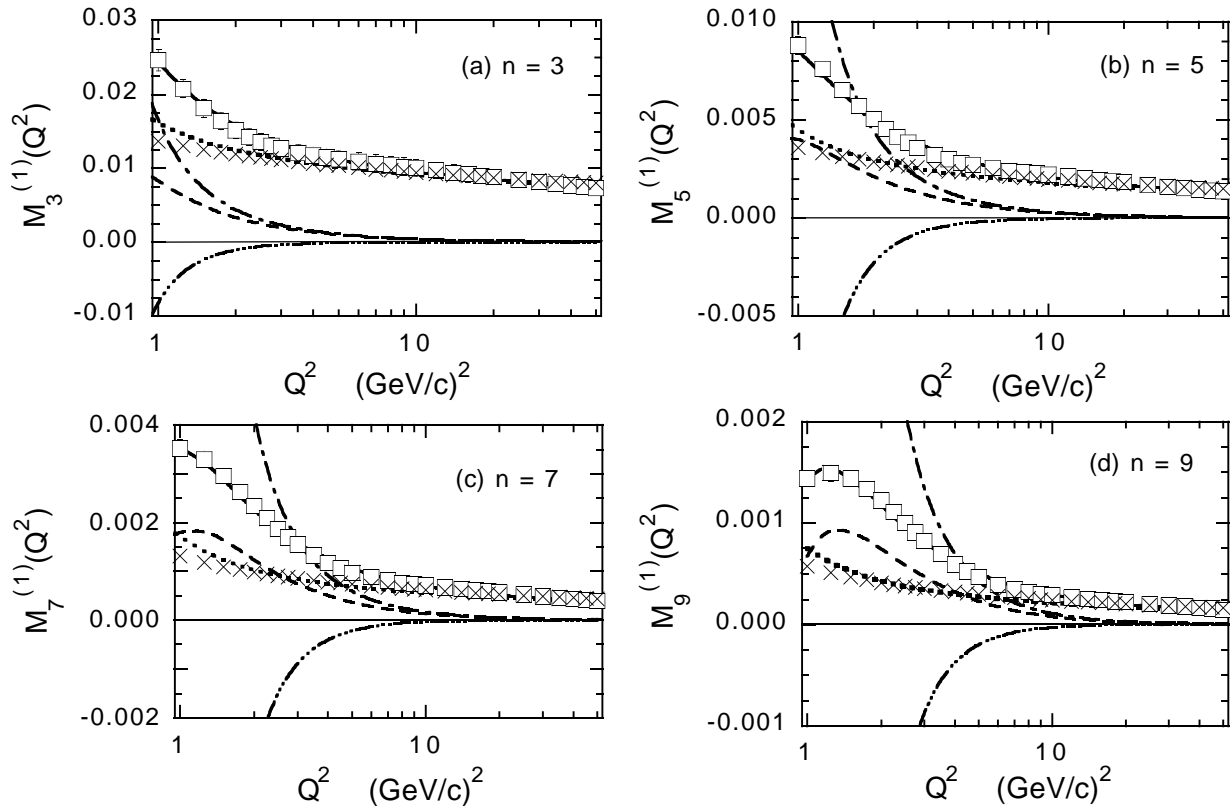 0.03
0.02
0.01
0.00
-0.01
M₃⁽¹⁾(Q²)
(a) n = 3
1
10
Q² (GeV/c)²
0.010
0.005
0.000
-0.005
M₅⁽¹⁾(Q²)
(b) n = 5
1
10
Q² (GeV/c)²
0.004
0.002
0.000
-0.002
M₇⁽¹⁾(Q²)
(c) n = 7
1
10
Q² (GeV/c)²
0.002
0.001
0.000
-0.001
M₉⁽¹⁾(Q²)
(d) n = 9
1
10
Q² (GeV/c)²